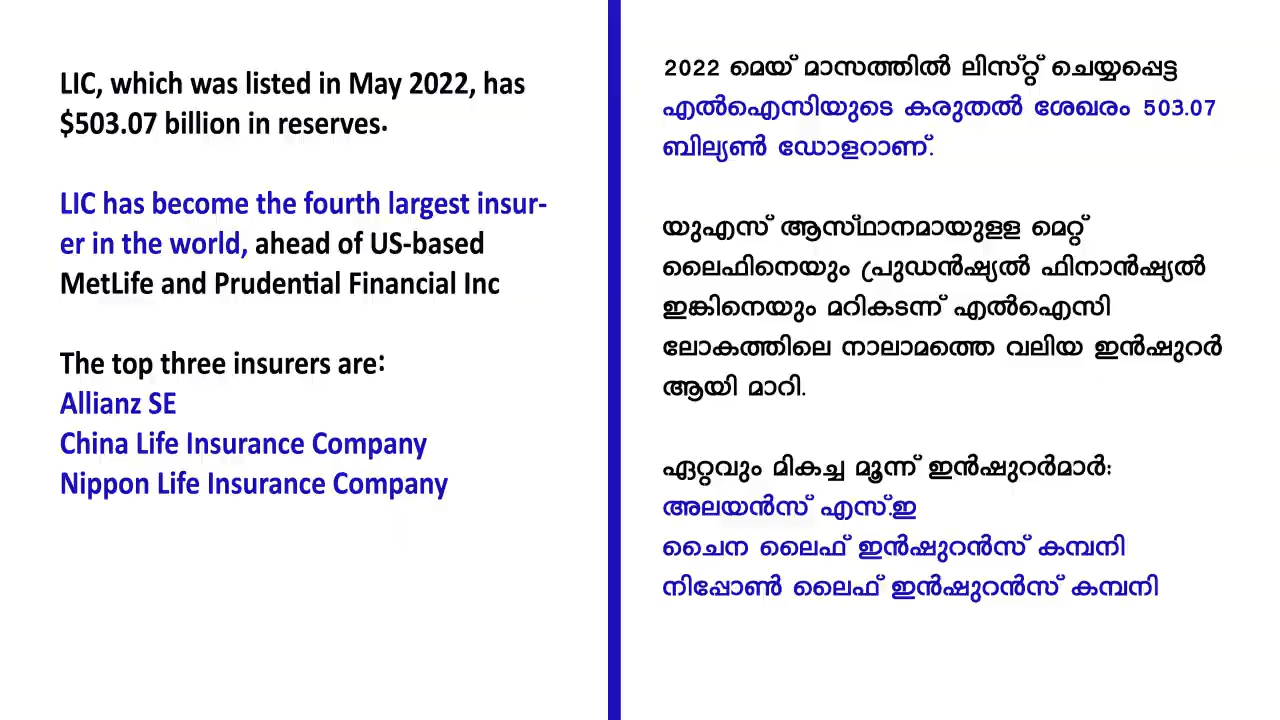 LIC, which was listed in May 2022, has
$503.07 billion in reserves.
LIC has become the fourth largest insur-
er in the world, ahead of US-based
MetLife and Prudential Financial Inc
The top three insurers are:
Allianz SE
China Life Insurance Company
Nippon Life Insurance Company
2022 മെയ് മാസത്തിൽ ലിസ്റ്റ് ചെയ്യപ്പെട്ട
എൽഐസിയുടെ കരുതൽ ശേഖരം 503.07
ബില്യൺ ഡോളറാണ്.
യുഎസ് ആസ്ഥാനമായുള്ള മെറ്റ്
ലൈഫിനെയും പ്രുഡൻഷ്യൽ ഫിനാൻഷ്യൽ
ഇങ്കിനെയും മറികടന്ന് എൽഐസി
ലോകത്തിലെ നാലാമത്തെ വലിയ ഇൻഷുറർ
ആയി മാറി.
ഏറ്റവും മികച്ച മൂന്ന് ഇൻഷുറർമാർ:
അലയൻസ് എസ്.ഇ
ചൈന ലൈഫ് ഇൻഷുറൻസ് കമ്പനി
നിപ്പോൺ ലൈഫ് ഇൻഷുറൻസ് കമ്പനി